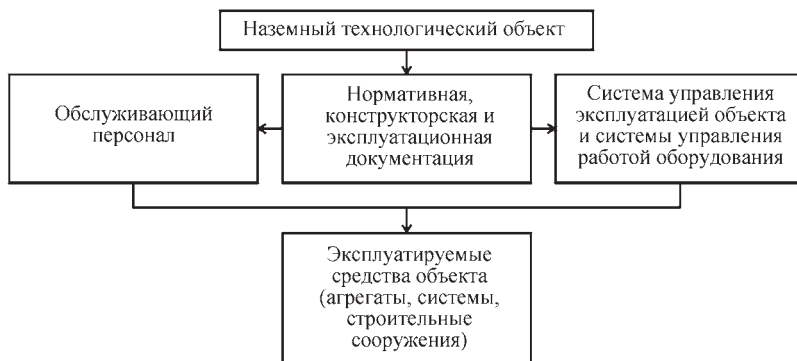 Наземный технологический объект
Обслуживающий
персонал
Нормативная,
конструкторская и
эксплуатационная
документация
Система управления
эксплуатацией объекта
и системы управления
работой оборудования
Эксплуатируемые
средства объекта
(агрегаты, системы,
строительные
сооружения)